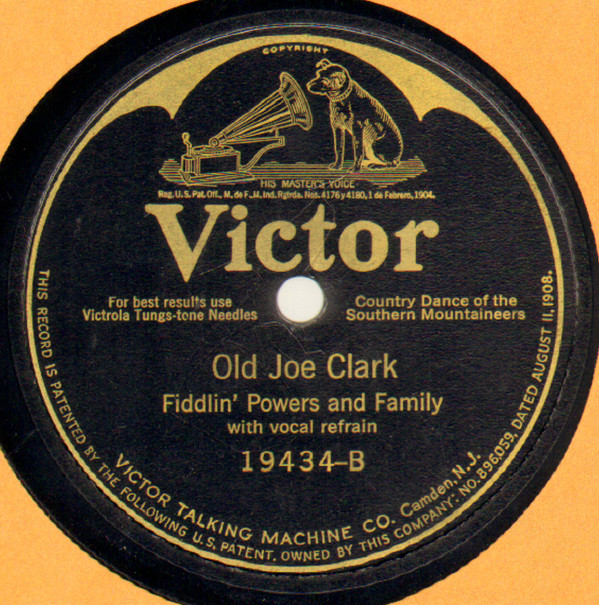 COPYRIGHT
HIS MASTER'S VOICE
Reg. U.S. Pat. Off., M. de F., M. Ind. Rgtrda. Nos. 4176 y 4180, 1 de Febrero, 1904.
Victor
For best results use
Victrola Tungs-tone Needles
Country Dance of the
Southern Mountaineers
Old Joe Clark
Fiddlin' Powers and Family
with vocal refrain
19434-B
VICTOR TALKING MACHINE CO. Camden, N.J.
THIS RECORD IS PATENTED BY THE FOLLOWING U.S. PATENT, OWNED BY THIS COMPANY: NO. 896,059, DATED AUGUST 11, 1908.